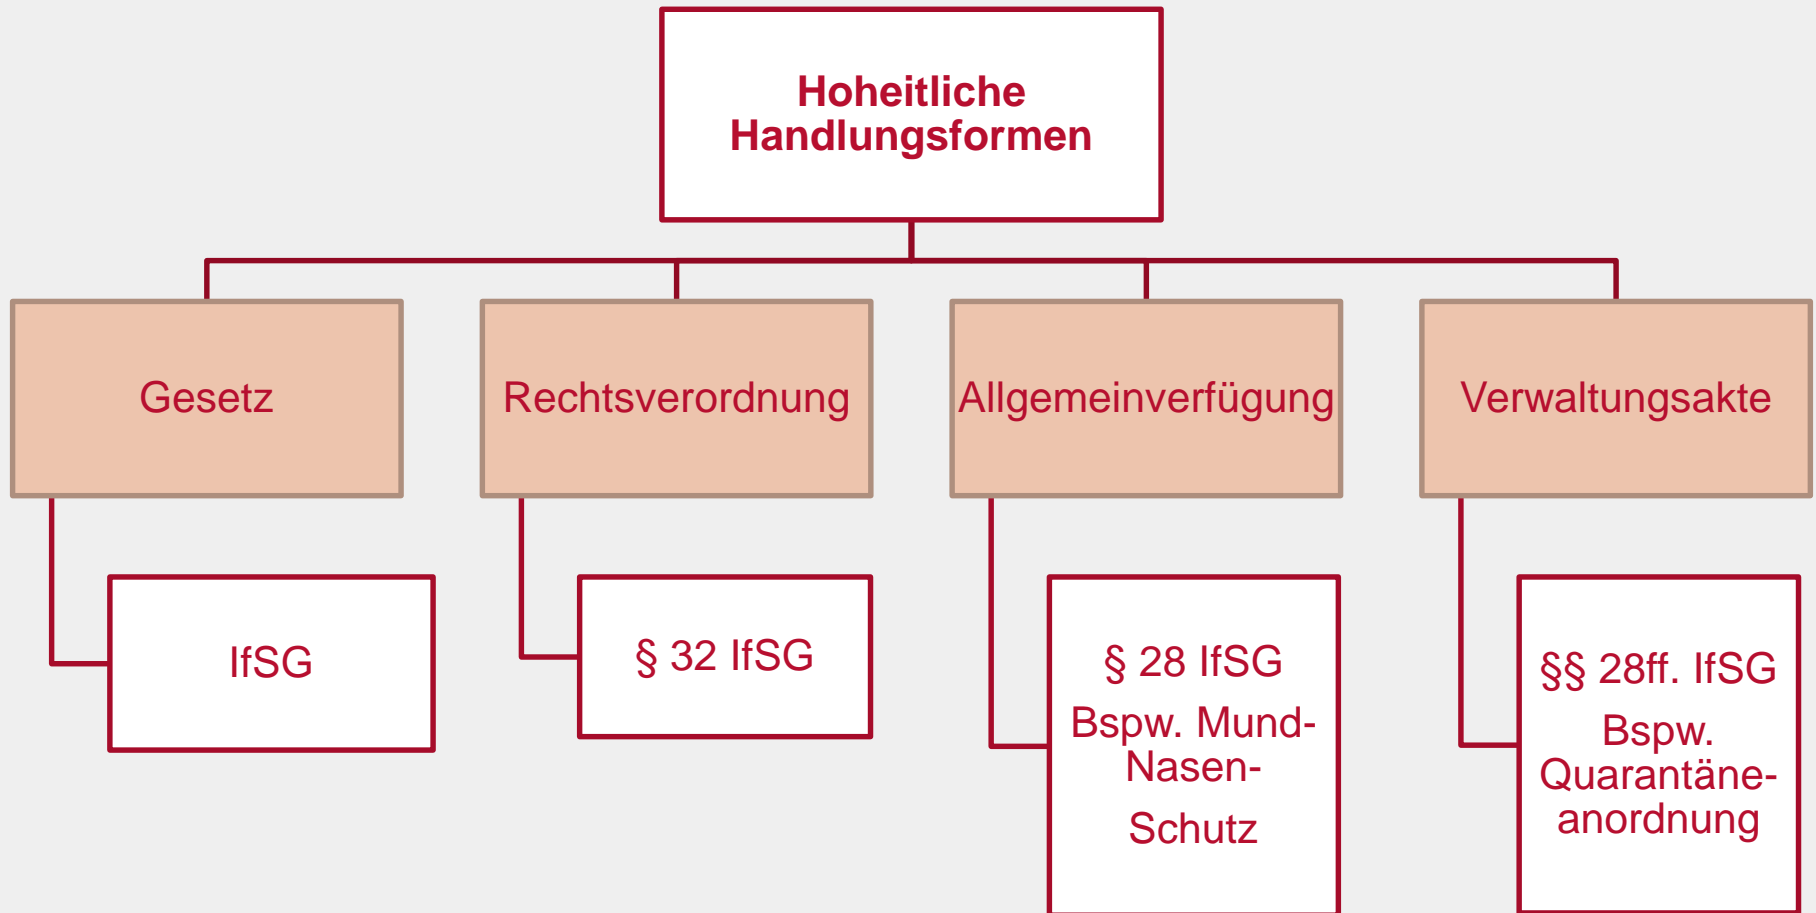 Hoheitliche
Handlungsformen
Gesetz
Rechtsverordnung
Allgemeinverfügung
Verwaltungsakte
IfSG
§ 32 IfSG
§ 28 IfSG
Bspw. Mund-
Nasen-
Schutz
§§ 28ff. IfSG
Bspw.
Quarantäne-
anordnung